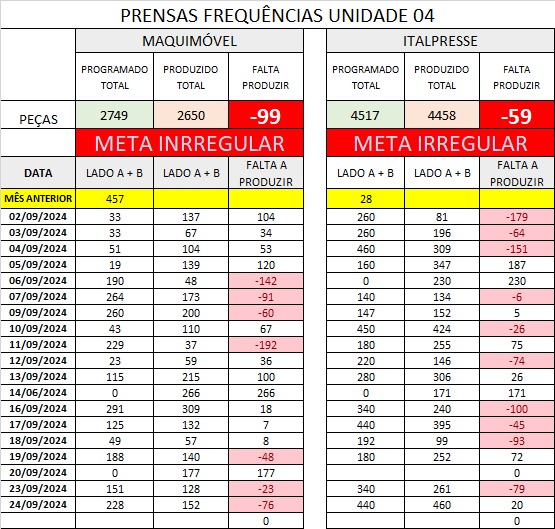 PRENSAS FREQUÊNCIAS UNIDADE 04
MAQUIMÓVEL ITALPRESSE
PROGRAMADO TOTAL PRODUZIDO TOTAL FALTA PRODUZIR PROGRAMADO TOTAL PRODUZIDO TOTAL FALTA PRODUZIR
PEÇAS 2749 2650 -99 4517 4458 -59
META INRREGULAR META IRREGULAR
DATA LADO A + B LADO A + B FALTA A PRODUZIR LADO A + B LADO A + B FALTA A PRODUZIR
MÊS ANTERIOR 457 28
02/09/2024 33 137 104 260 81 -179
03/09/2024 33 67 34 260 196 -64
04/09/2024 51 104 53 460 309 -151
05/09/2024 19 139 120 160 347 187
06/09/2024 190 48 -142 0 230 230
07/09/2024 264 173 -91 140 134 -6
09/09/2024 260 200 -60 147 152 5
10/09/2024 43 110 67 450 424 -26
11/09/2024 229 37 -192 180 255 75
12/09/2024 23 59 36 220 146 -74
13/09/2024 115 215 100 280 306 26
14/06/2024 0 266 266 0 171 171
16/09/2024 291 309 18 340 240 -100
17/09/2024 125 132 7 440 395 -45
18/09/2024 49 57 8 192 99 -93
19/09/2024 188 140 -48 180 252 72
20/09/2024 0 177 177 0
23/09/2024 151 128 -23 340 261 -79
24/09/2024 228 152 -76 440 460 20
0 0